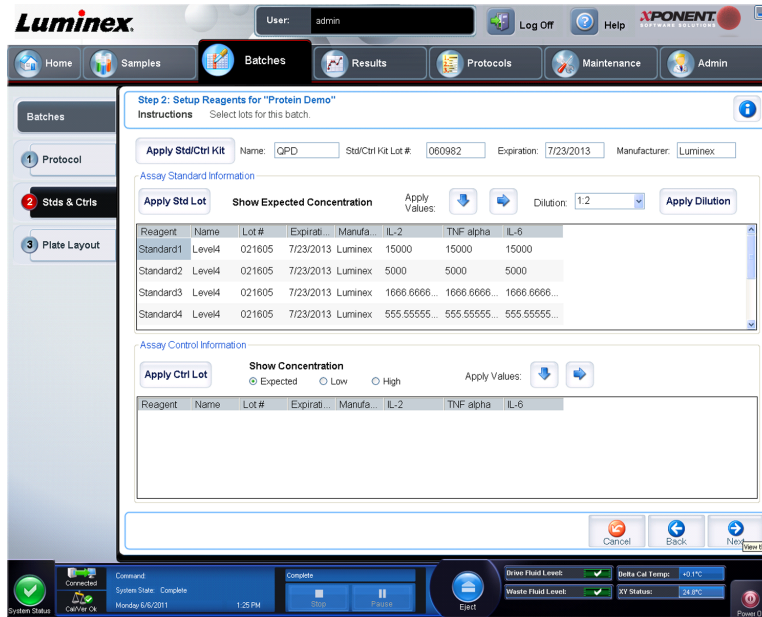 Luminex.
User: admin
Log Off
Help
XPONENT.
SOFTWARE SOLUTIONS
Home
Samples
Batches
Results
Protocols
Maintenance
Admin
Batches
1 Protocol
2 Stds & Ctrls
3 Plate Layout
Step 2: Setup Reagents for "Protein Demo"
Instructions Select lots for this batch.
Apply Std/Ctrl Kit Name: QPD Std/Ctrl Kit Lot #: 060982 Expiration: 7/23/2013 Manufacturer: Luminex
Assay Standard Information
Apply Std Lot Show Expected Concentration Apply Values: Dilution: 1:2 Apply Dilution
Reagent Name Lot # Expirati... Manufa... IL-2 TNF alpha IL-6
Standard1 Level4 021605 7/23/2013 Luminex 15000 15000 15000
Standard2 Level4 021605 7/23/2013 Luminex 5000 5000 5000
Standard3 Level4 021605 7/23/2013 Luminex 1666.6666... 1666.6666... 1666.6666...
Standard4 Level4 021605 7/23/2013 Luminex 555.55555... 555.55555... 555.55555...
Assay Control Information
Apply Ctrl Lot Show Concentration
Expected Low High Apply Values:
Reagent Name Lot # Expirati... Manufa... IL-2 TNF alpha IL-6
Cancel
Back
Next
View t
System Status
Connected
Cal/Ver Ok
Command:
System State: Complete
Monday 6/6/2011 1:25 PM
Complete
Stop
Pause
Eject
Drive Fluid Level:
Waste Fluid Level:
Delta Cal Temp: +0.1°C
XY Status: 24.8°C
Power O